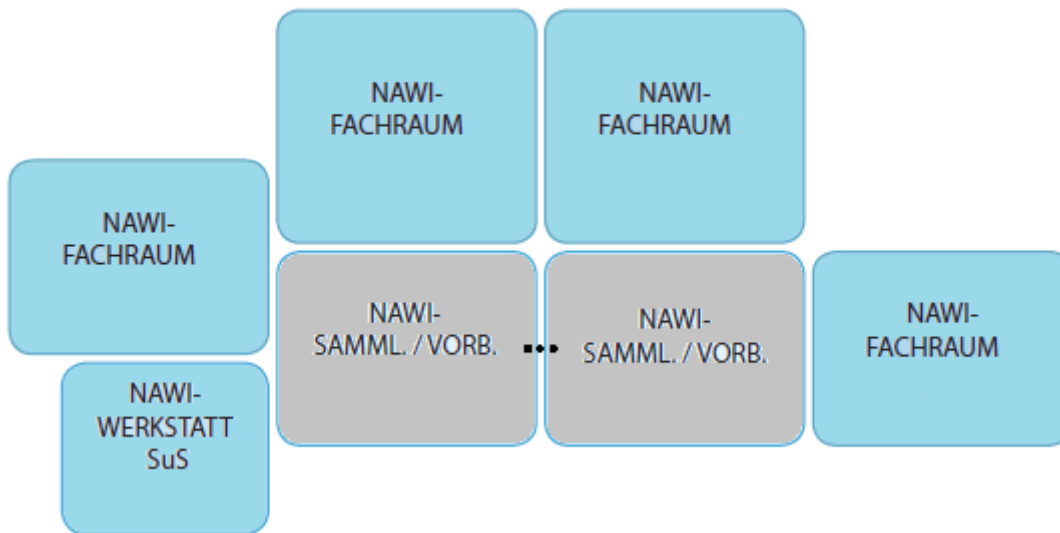 NAWI-
FACHRAUM
NAWI-
FACHRAUM
NAWI-
FACHRAUM
NAWI-
SAMML. / VORB.
NAWI-
SAMML. / VORB.
NAWI-
FACHRAUM
NAWI-
WERKSTATT
SuS